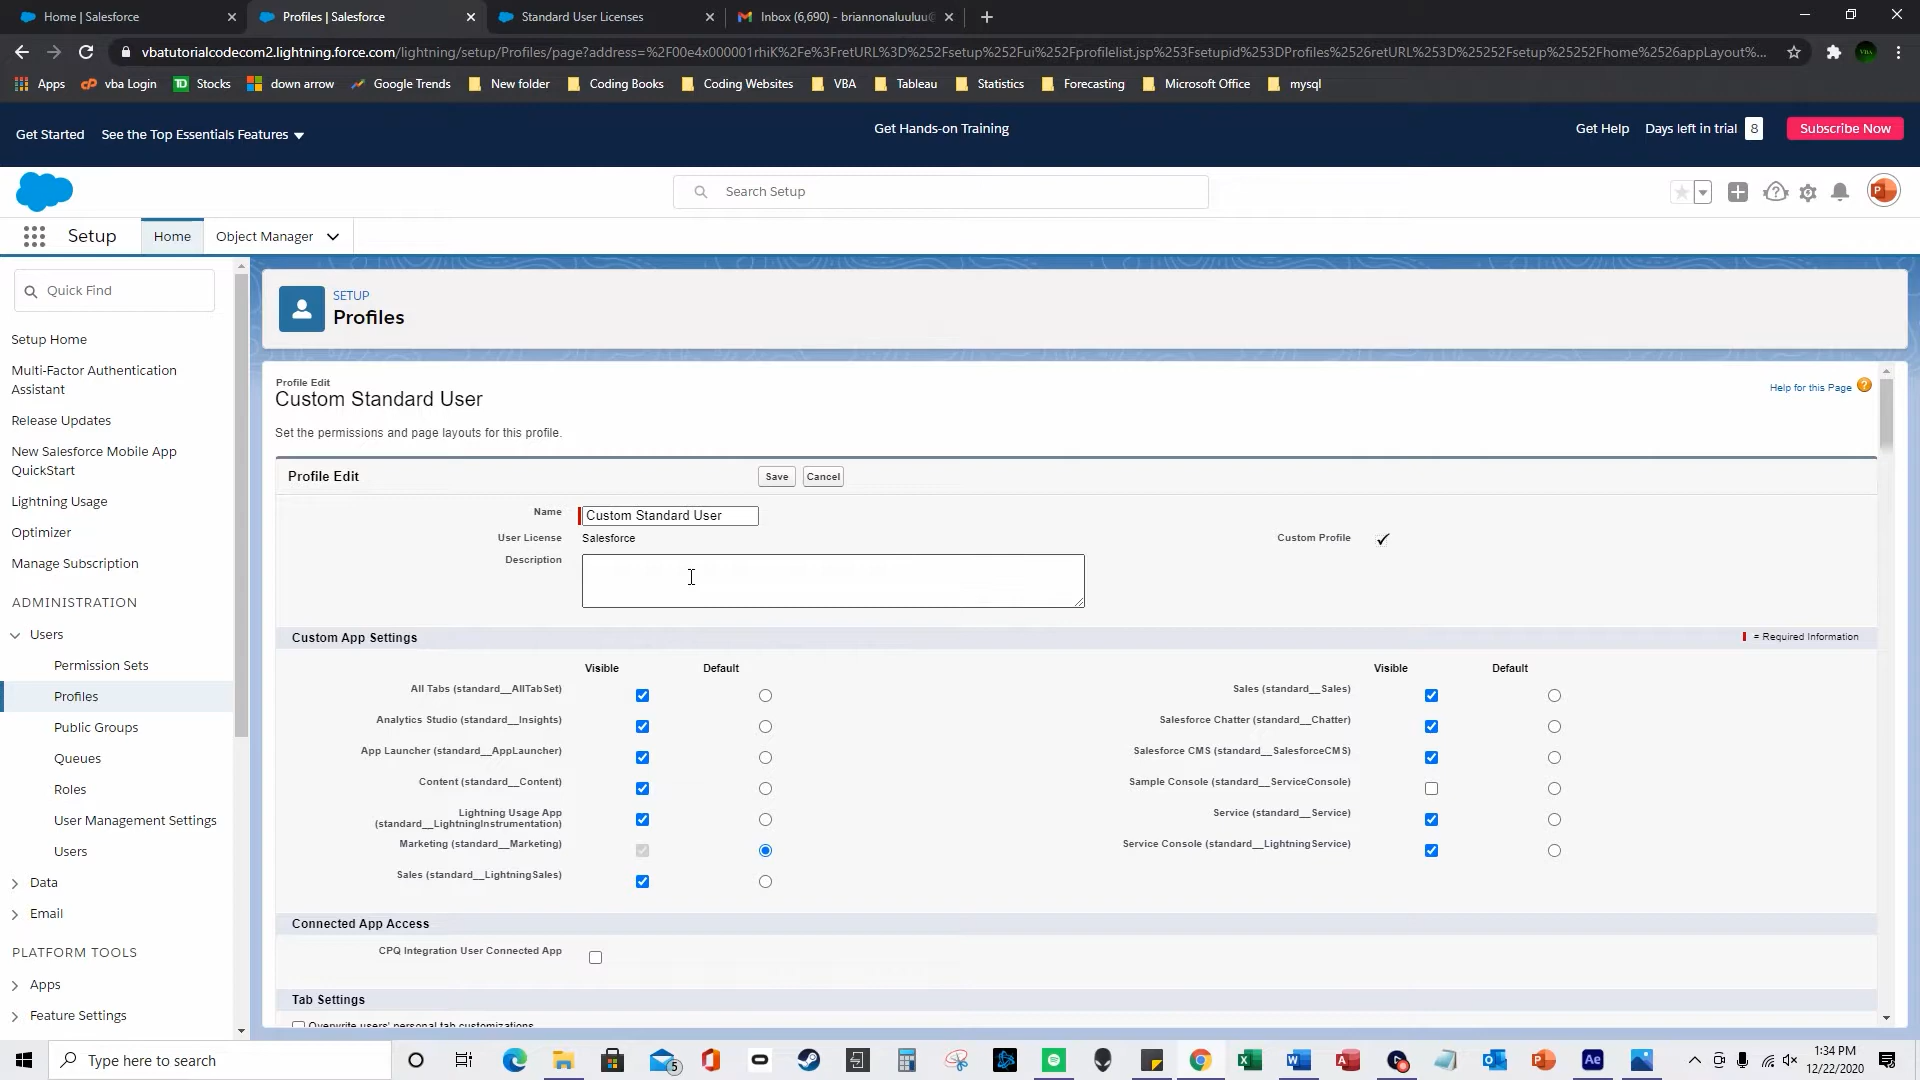 Home | Salesforce
Profiles | Salesforce
Standard User Licenses
Inbox (6,690) - briannonaluuluu@
vbatutorialcodecom2.lightning.force.com/lightning/setup/Profiles/page?address=%2F00e4x000001rhiK%2Fe%3FretURL%3D%252Fsetup%252Fui%252Fprofilelist.jsp%253Fsetupid%253DProfiles%2526retURL%253D%25252Fsetup%25252Fhome%2526appLayout%...
Apps
vba Login
Stocks
down arrow
Google Trends
New folder
Coding Books
Coding Websites
VBA
Tableau
Statistics
Forecasting
Microsoft Office
mysql
Get Started
See the Top Essentials Features
Get Hands-on Training
Get Help
Days left in trial 8
Subscribe Now
Search Setup
Setup
Home
Object Manager
Quick Find
Setup Home
Multi-Factor Authentication
Assistant
Release Updates
New Salesforce Mobile App
QuickStart
Lightning Usage
Optimizer
Manage Subscription
ADMINISTRATION
Users
Permission Sets
Profiles
Public Groups
Queues
Roles
User Management Settings
Users
Data
Email
PLATFORM TOOLS
Apps
Feature Settings
SETUP
Profiles
Profile Edit
Custom Standard User
Help for this Page
Set the permissions and page layouts for this profile.
Profile Edit
Save
Cancel
Name
Custom Standard User
User License
Salesforce
Custom Profile
Description
Custom App Settings
= Required Information
Visible
Default
Visible
Default
All Tabs (standard__AllTabSet)
Sales (standard__Sales)
Analytics Studio (standard__Insights)
Salesforce Chatter (standard__Chatter)
App Launcher (standard__AppLauncher)
Salesforce CMS (standard__SalesforceCMS)
Content (standard__Content)
Sample Console (standard__ServiceConsole)
Lightning Usage App
(standard__LightningInstrumentation)
Service (standard__Service)
Marketing (standard__Marketing)
Service Console (standard__LightningService)
Sales (standard__LightningSales)
Connected App Access
CPQ Integration User Connected App
Tab Settings
Overwrite users' personal tab customizations
Type here to search
5
1:34 PM
12/22/2020